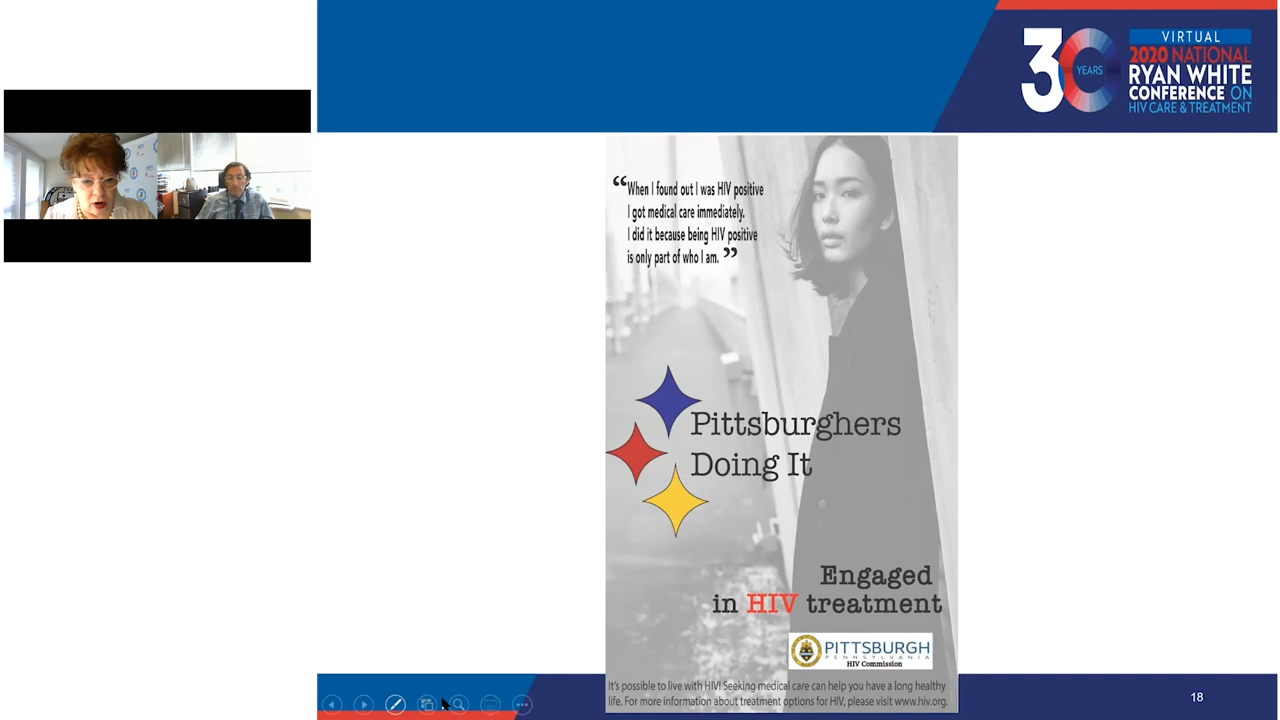 30
YEARS
VIRTUAL
2020 NATIONAL
RYAN WHITE
CONFERENCE ON
HIV CARE & TREATMENT
“When I found out I was HIV positive
I got medical care immediately.
I did it because being HIV positive
is only part of who I am.”
Pittsburghers
Doing It
Engaged
in HIV treatment
PITTSBURGH
PENNSYLVANIA
HIV Commission
It's possible to live with HIV! Seeking medical care can help you have a long healthy
life. For more information about treatment options for HIV, please visit www.hiv.org.
18